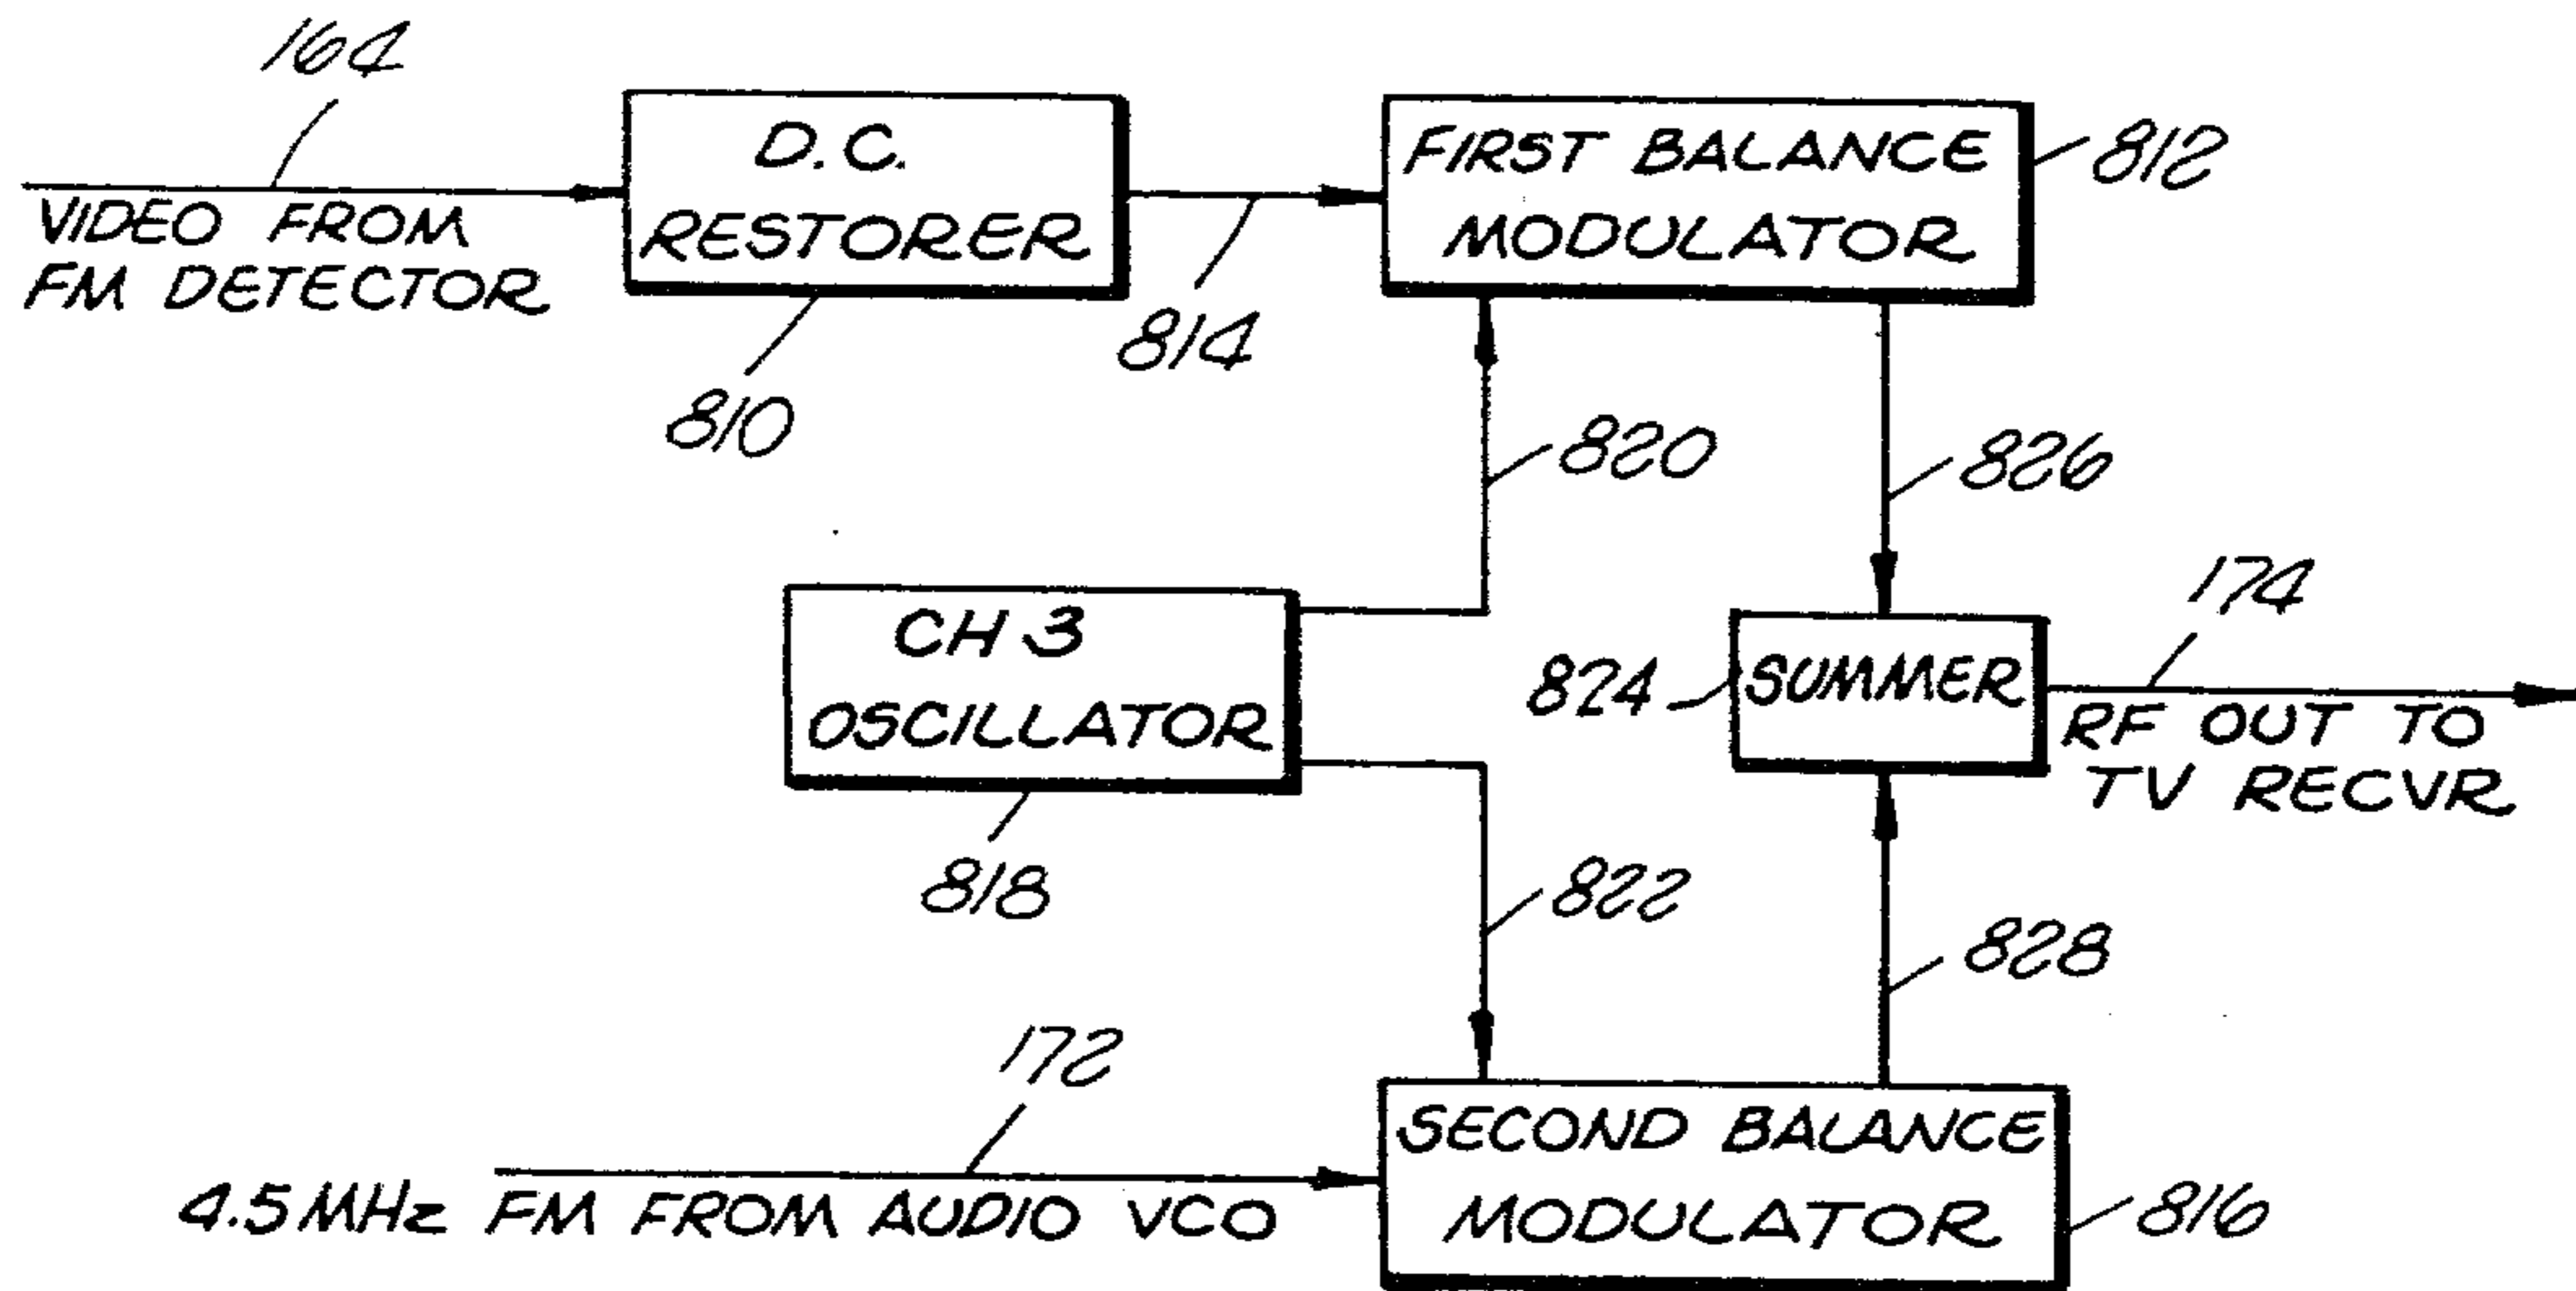 164
VIDEO FROM
FM DETECTOR
D.C.
RESTORER
810
814
FIRST BALANCE
MODULATOR
812
820
826
CH 3
OSCILLATOR
818
824
SUMMER
174
RF OUT TO
TV RECVR
822
828
172
4.5 MHz FM FROM AUDIO VCO
SECOND BALANCE
MODULATOR
816